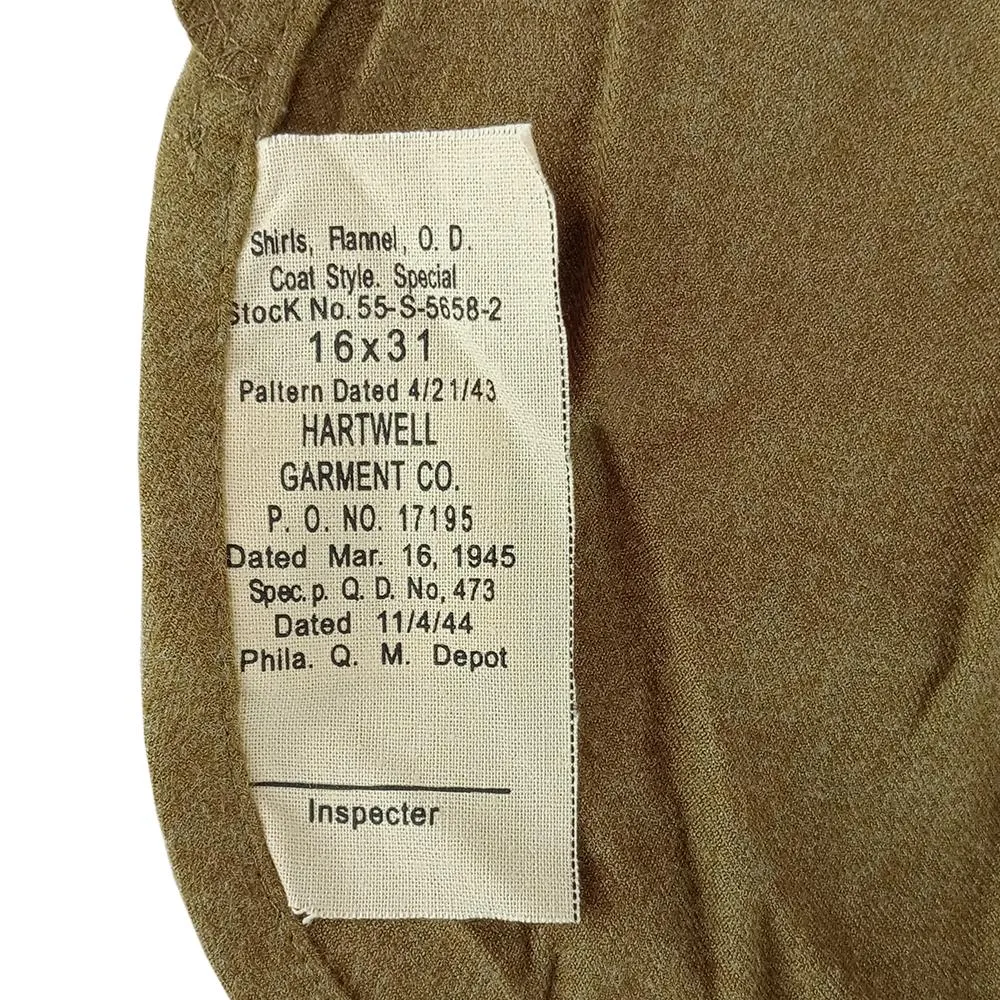 Shirls, Flannel, O. D.
Coat Style. Special
StocK No. 55-S-5658-2
16x31
Paltern Dated 4/21/43
HARTWELL
GARMENT CO.
P. O. NO. 17195
Dated Mar. 16, 1945
Spec. p. Q. D. No, 473
Dated 11/4/44
Phila. Q. M. Depot
Inspecter